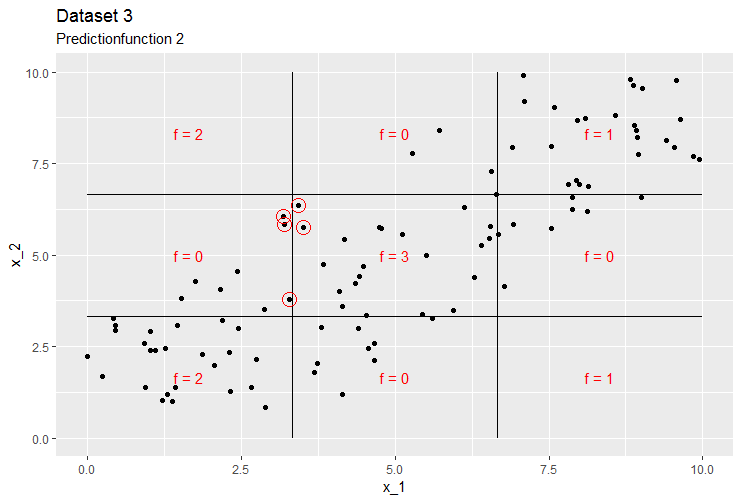 Dataset 3
Predictionfunction 2
10.0
f = 2 f = 0 f = 1
7.5
x_2
5.0 f = 0 f = 3 f = 0
2.5
f = 2 f = 0 f = 1
0.0
0.0 2.5 5.0 7.5 10.0
x_1